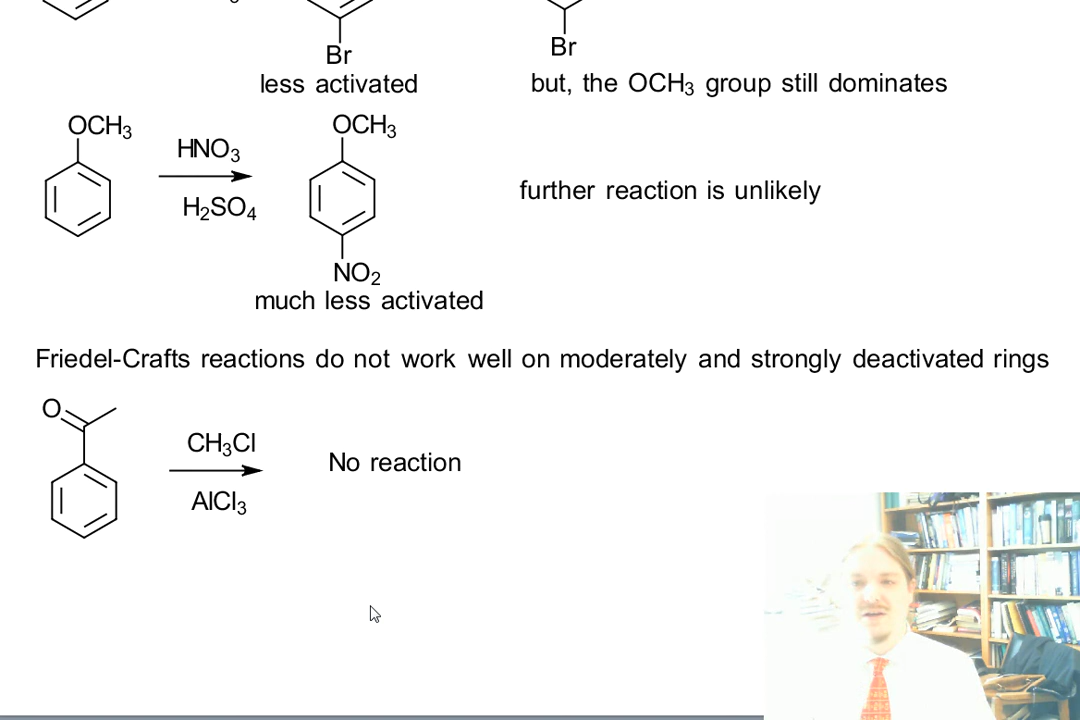 Br
Br
less activated
but, the OCH₃ group still dominates
OCH₃
HNO₃
H₂SO₄
OCH₃
NO₂
further reaction is unlikely
much less activated
Friedel-Crafts reactions do not work well on moderately and strongly deactivated rings
O
CH₃Cl
AlCl₃
No reaction